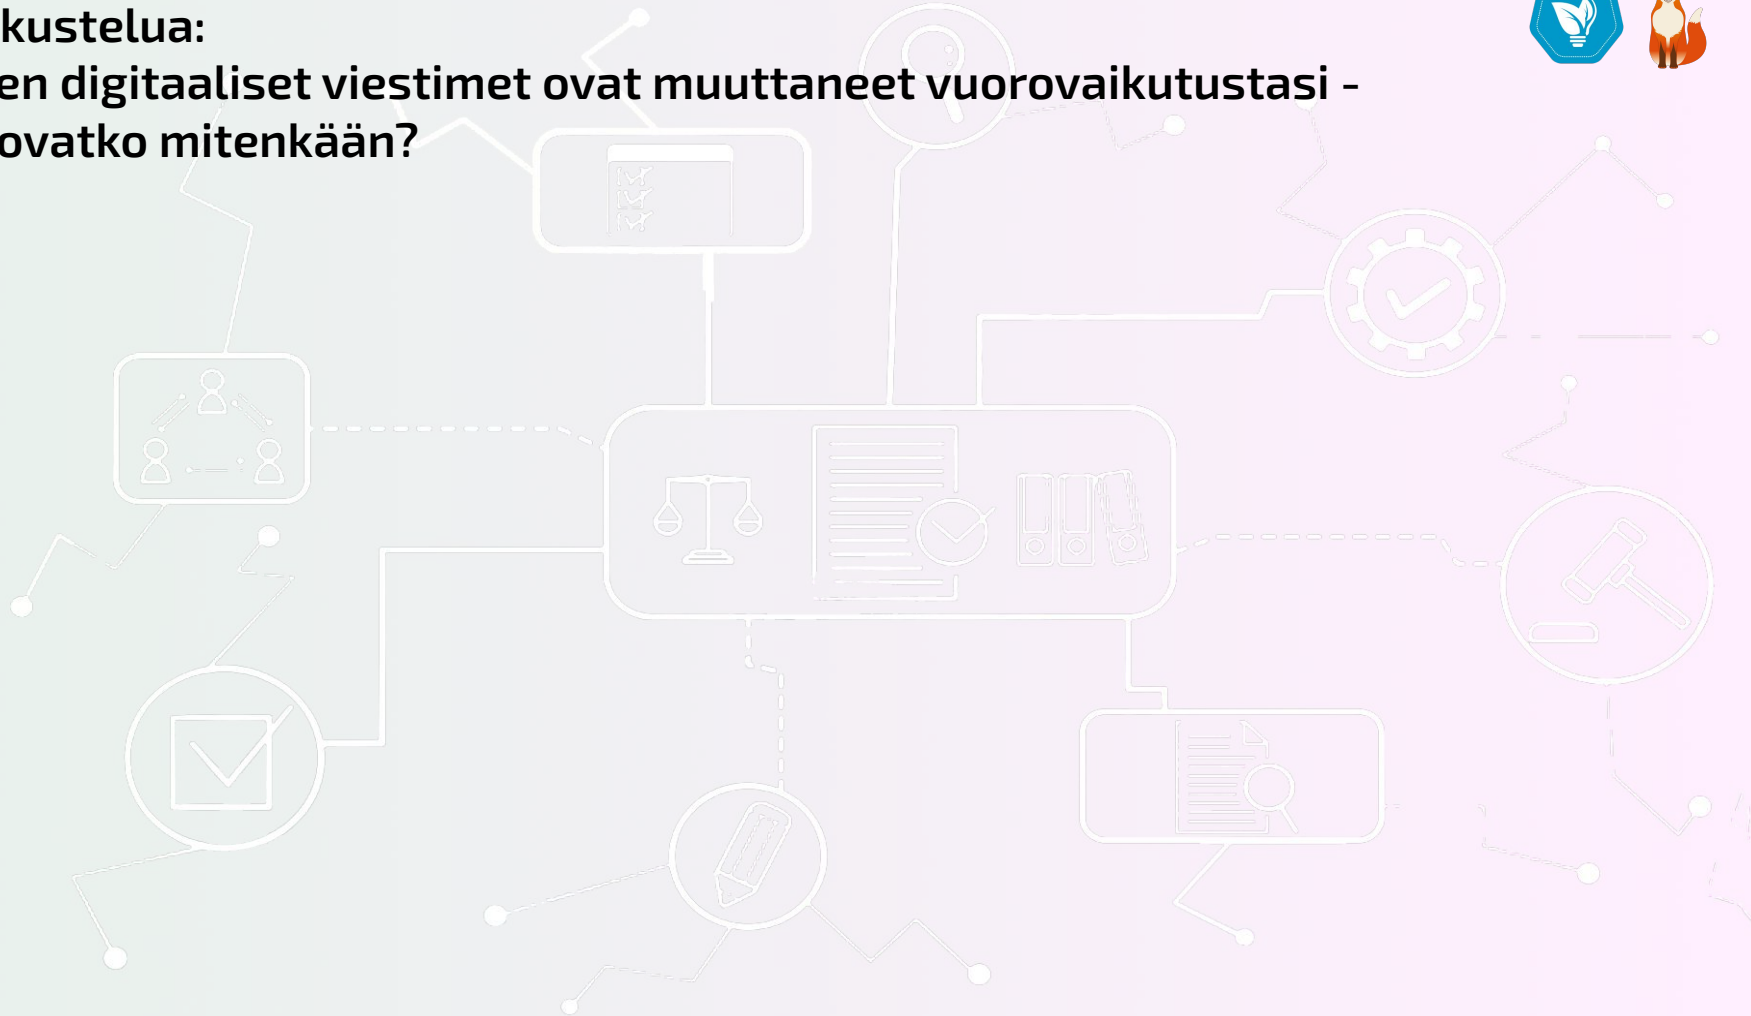 kustelua:
en digitaaliset viestimet ovat muuttaneet vuorovaikutustasi -
ovatko mitenkään?